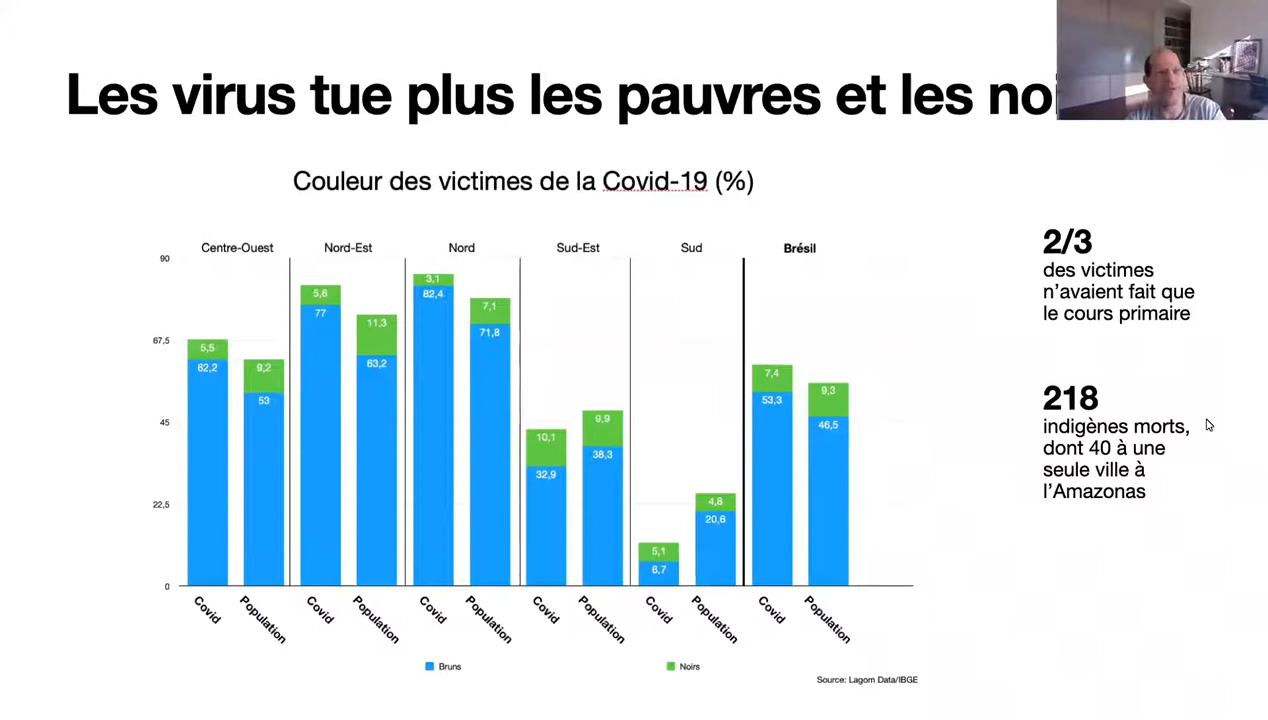 Les virus tue plus les pauvres et les noi
Couleur des victimes de la Covid-19 (%)
Centre-Ouest Nord-Est Nord Sud-Est Sud Brésil
90
67,5
45
22,5
0
5,5
62,2
9,2
53
5,6
77
11,3
63,2
3,1
82,4
7,1
71,8
10,1
32,9
9,9
38,3
5,1
6,7
4,8
20,6
7,4
53,3
9,3
46,5
Covid Population Covid Population Covid Population Covid Population Covid Population Covid Population
Bruns Noirs
Source: Lagom Data/IBGE
2/3
des victimes
n’avaient fait que
le cours primaire
218
indigènes morts,
dont 40 à une
seule ville à
l’Amazonas